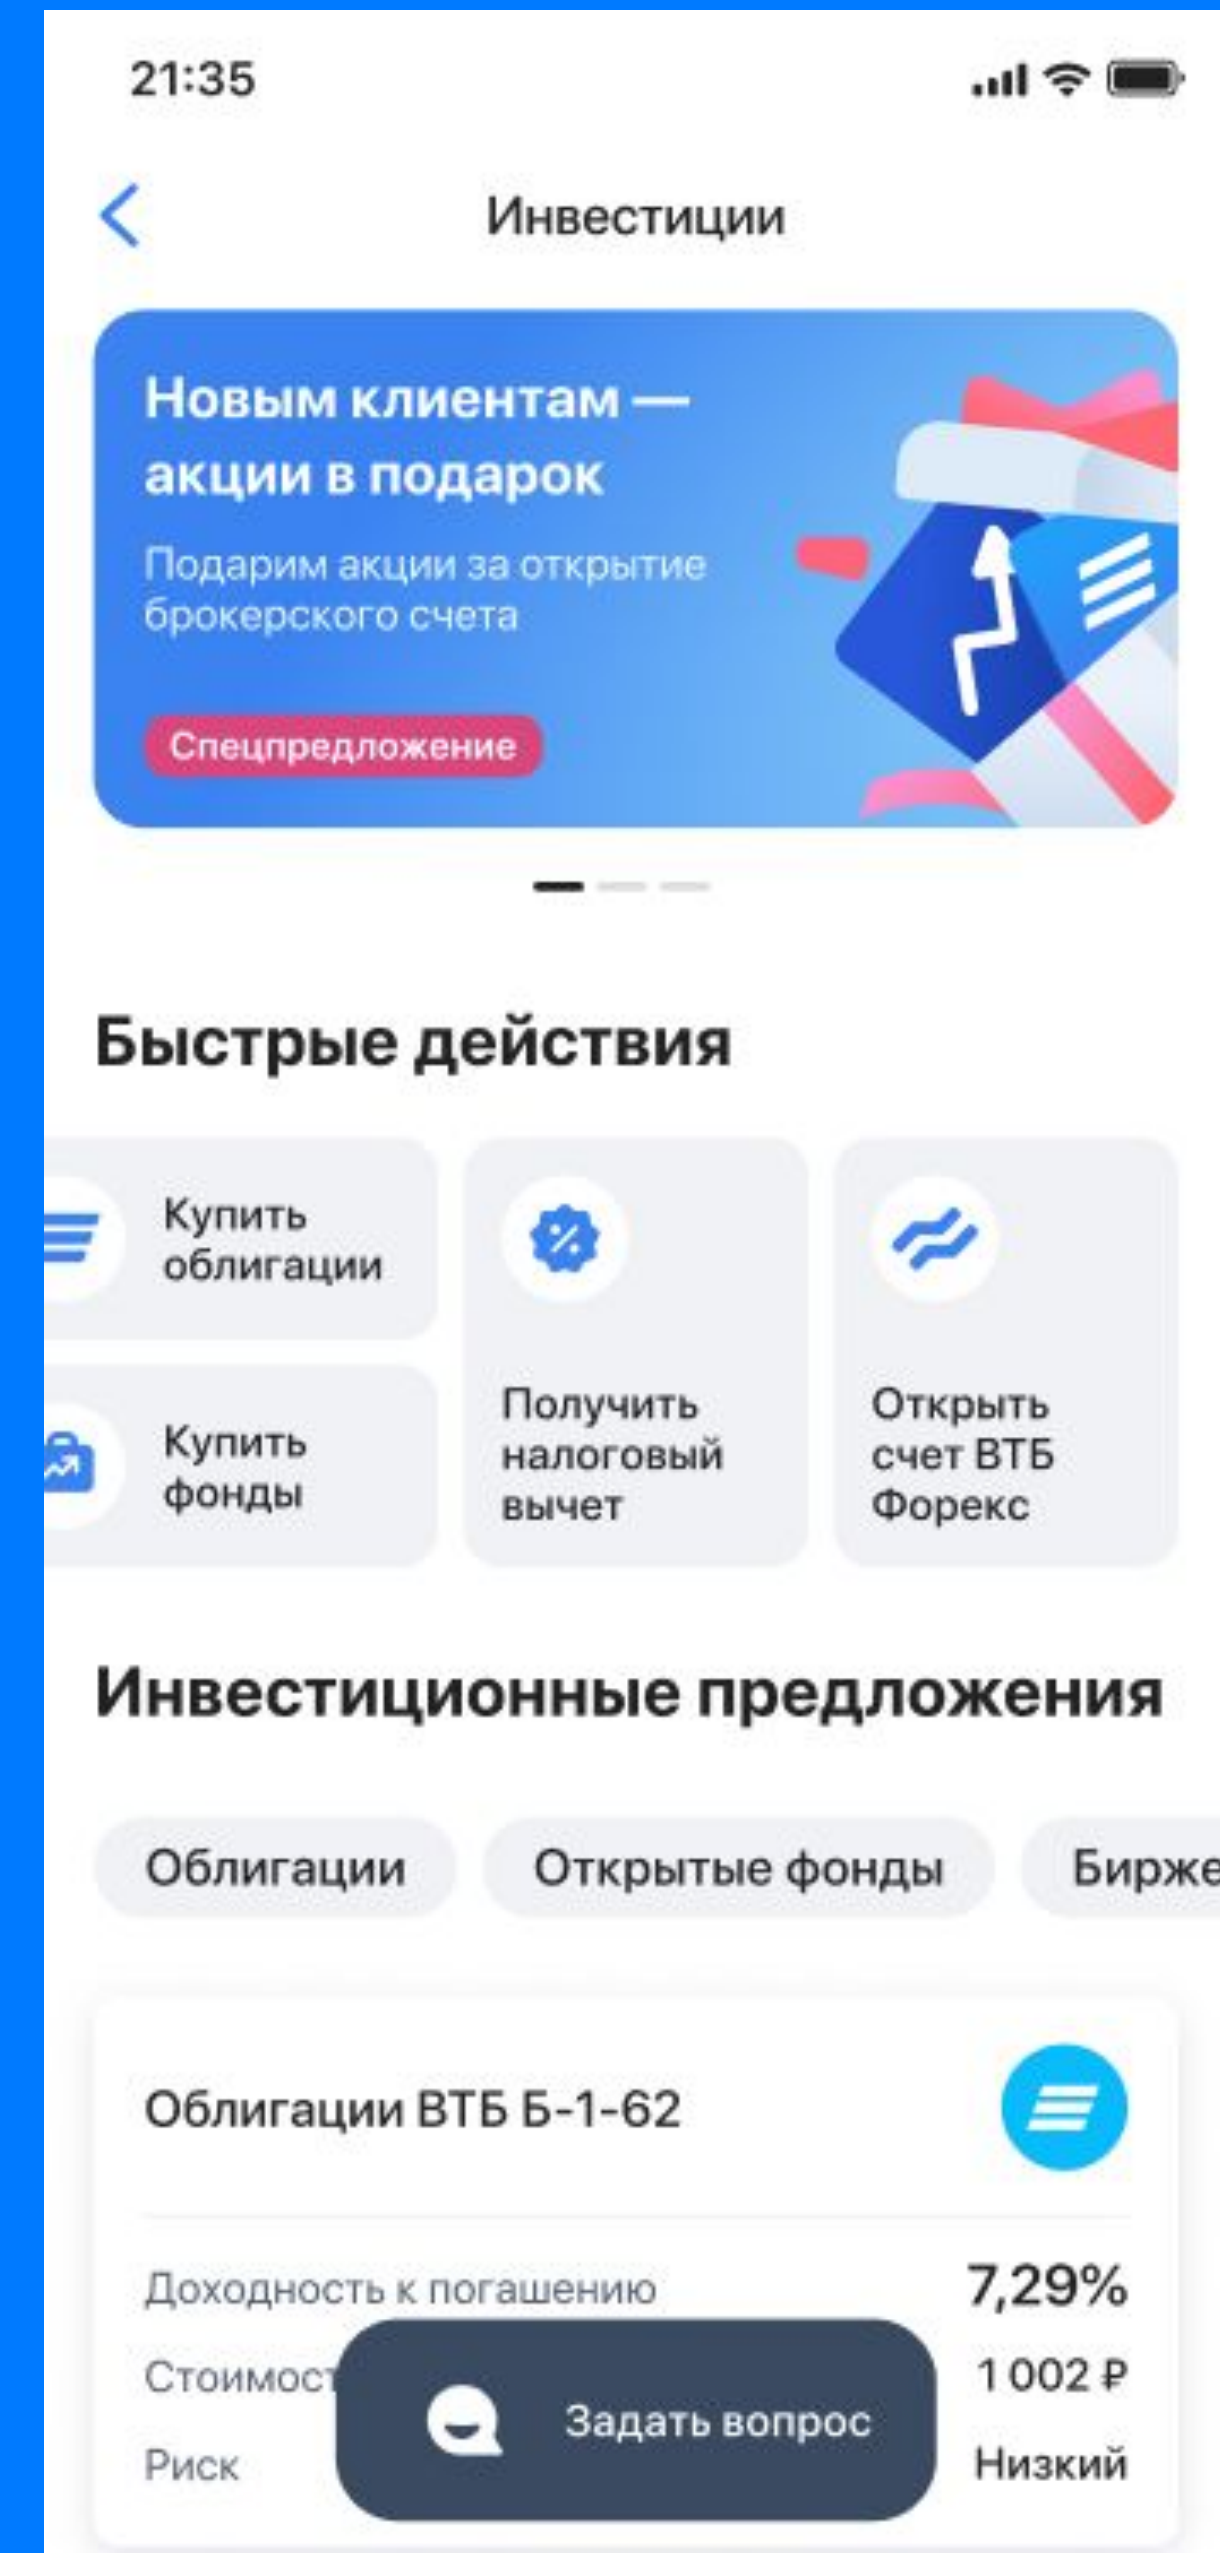 21:35
Инвестиции
Новым клиентам —
акции в подарок
Подарим акции за открытие
брокерского счета
Спецпредложение
Быстрые действия
Купить
облигации
Купить
фонды
Получить
налоговый
вычет
Открыть
счет ВТБ
Форекс
Инвестиционные предложения
Облигации
Открытые фонды
Бирже
Облигации ВТБ Б-1-62
Доходность к погашению
7,29%
Стоимост
1 002 ₽
Риск
Низкий
Задать вопрос